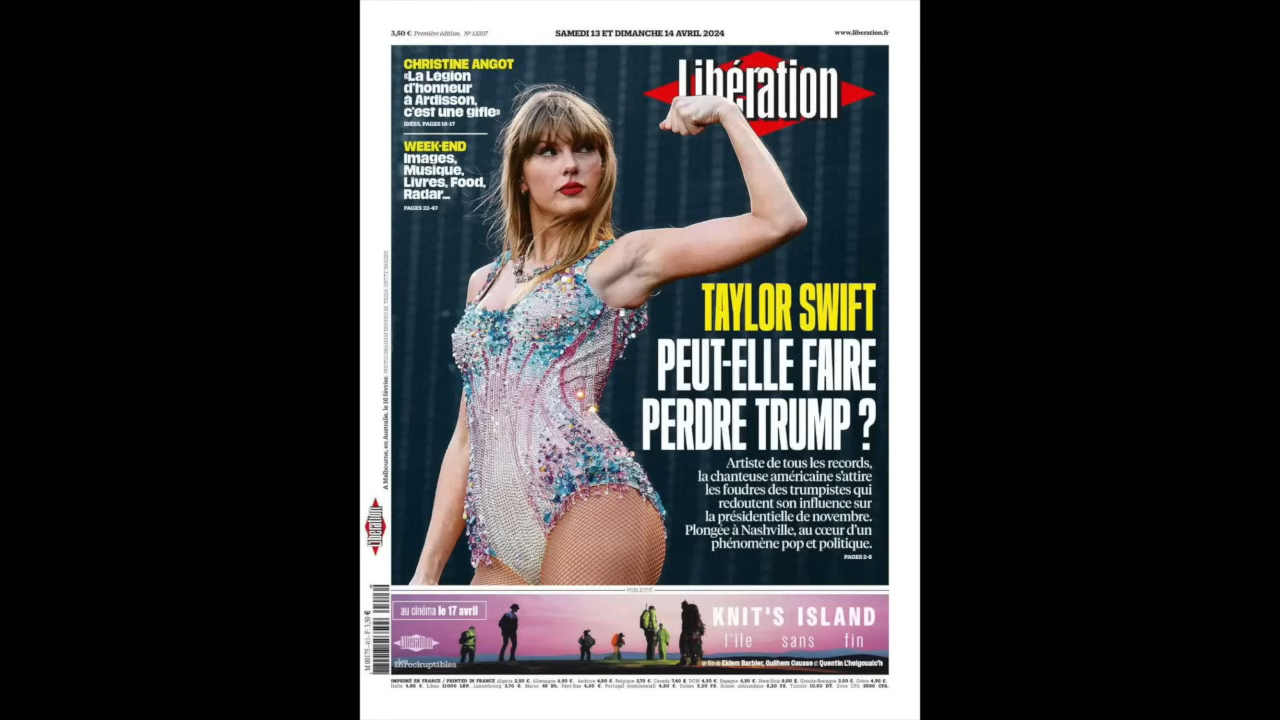 3,50 € Première édition. N° 13307
SAMEDI 13 ET DIMANCHE 14 AVRIL 2024
www.liberation.fr
CHRISTINE ANGOT
«La Légion
d'honneur
à Ardisson,
c'est une gifle»
IDÉES, PAGES 16-17
WEEK-END
Images,
Musique,
Livres, Food,
Radar...
PAGES 22-47
Libération
TAYLOR SWIFT
PEUT-ELLE FAIRE
PERDRE TRUMP ?
Artiste de tous les records,
la chanteuse américaine s'attire
les foudres des trumpistes qui
redoutent son influence sur
la présidentielle de novembre.
Plongée à Nashville, au cœur d'un
phénomène pop et politique.
PAGES 2-6
A Melbourne, en Australie, le 16 février.
Libération
PUBLICITÉ
au cinéma le 17 avril
Libération
Inrockuptibles
KNIT'S ISLAND
l'île sans fin
un film de Ekiem Barbier, Guilhem Causse et Quentin L'helgoualc'h
IMPRIMÉ EN FRANCE / PRINTED IN FRANCE